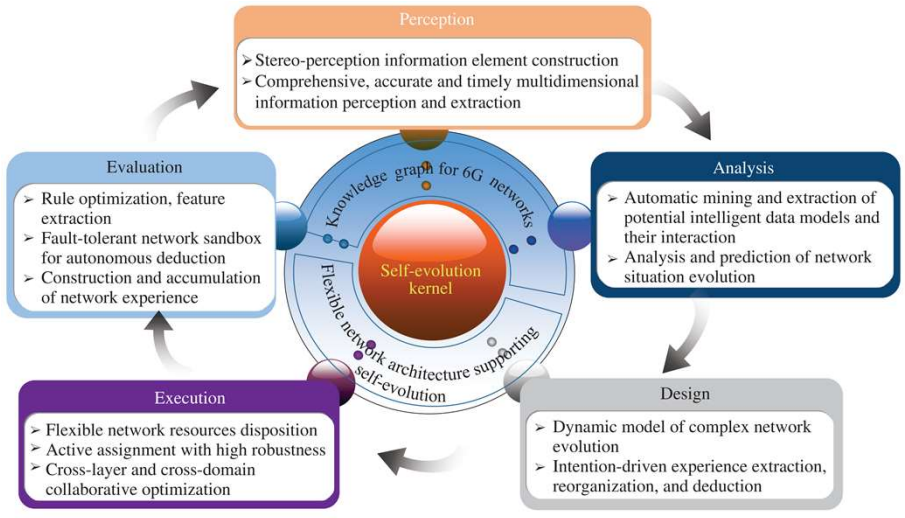 Perception
➢ Stereo-perception information element construction
➢ Comprehensive, accurate and timely multidimensional
information perception and extraction
Evaluation
➢ Rule optimization, feature
extraction
➢ Fault-tolerant network sandbox
for autonomous deduction
➢ Construction and accumulation
of network experience
Knowledge graph for 6G networks
Self-evolution
kernel
Flexible network architecture supporting
self-evolution
Analysis
➢ Automatic mining and extraction of
potential intelligent data models and
their interaction
➢ Analysis and prediction of network
situation evolution
Execution
➢ Flexible network resources disposition
➢ Active assignment with high robustness
➢ Cross-layer and cross-domain
collaborative optimization
Design
➢ Dynamic model of complex network
evolution
➢ Intention-driven experience extraction,
reorganization, and deduction